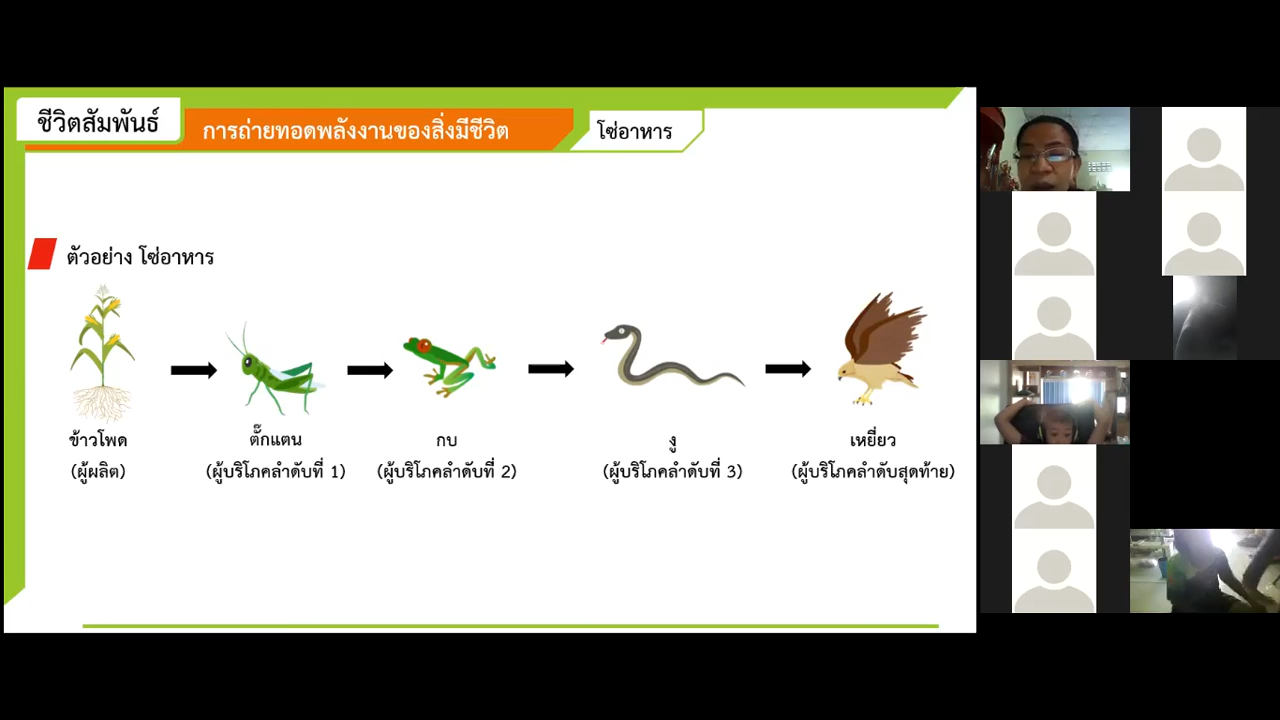 ชีวิตสัมพันธ์
การถ่ายทอดพลังงานของสิ่งมีชีวิต
โซ่อาหาร
ตัวอย่าง โซ่อาหาร
ข้าวโพด
(ผู้ผลิต)
ตั๊กแตน
(ผู้บริโภคลำดับที่ 1)
กบ
(ผู้บริโภคลำดับที่ 2)
งู
(ผู้บริโภคลำดับที่ 3)
เหยี่ยว
(ผู้บริโภคลำดับสุดท้าย)